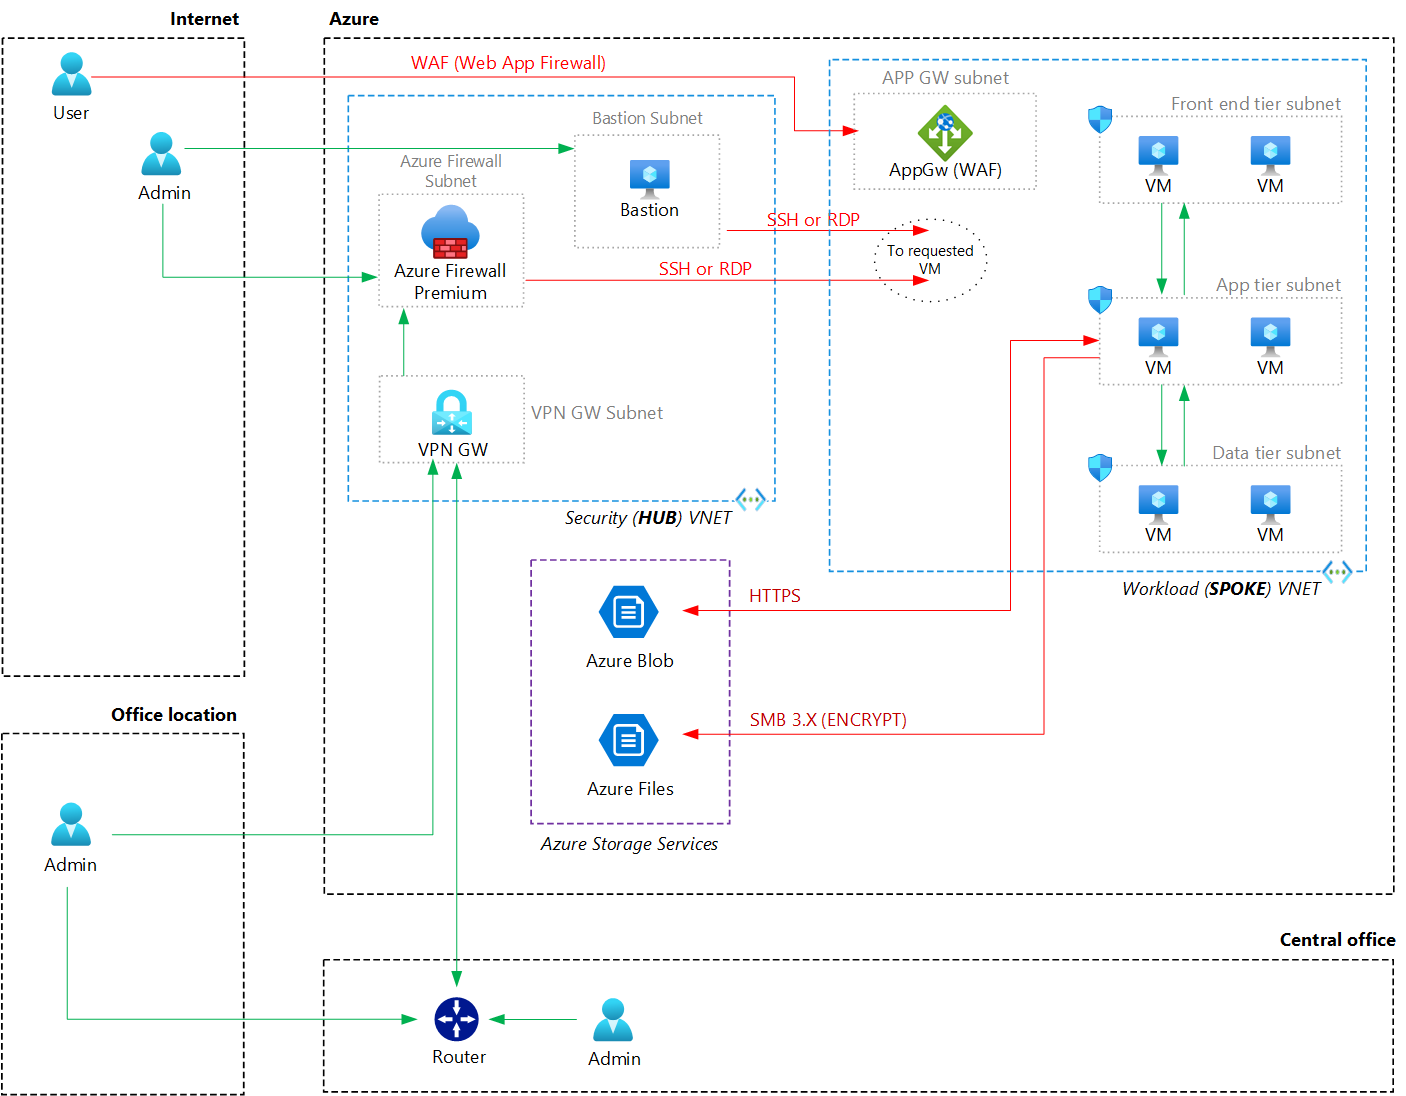 Internet
Azure
User
Admin
WAF (Web App Firewall)
Bastion Subnet
Azure Firewall
Subnet
Bastion
Azure Firewall
Premium
SSH or RDP
SSH or RDP
VPN GW Subnet
VPN GW
Security (HUB) VNET
APP GW subnet
AppGw (WAF)
To requested
VM
Front end tier subnet
VM
VM
App tier subnet
VM
VM
Data tier subnet
VM
VM
Workload (SPOKE) VNET
HTTPS
Azure Blob
SMB 3.X (ENCRYPT)
Azure Files
Azure Storage Services
Office location
Admin
Central office
Router
Admin